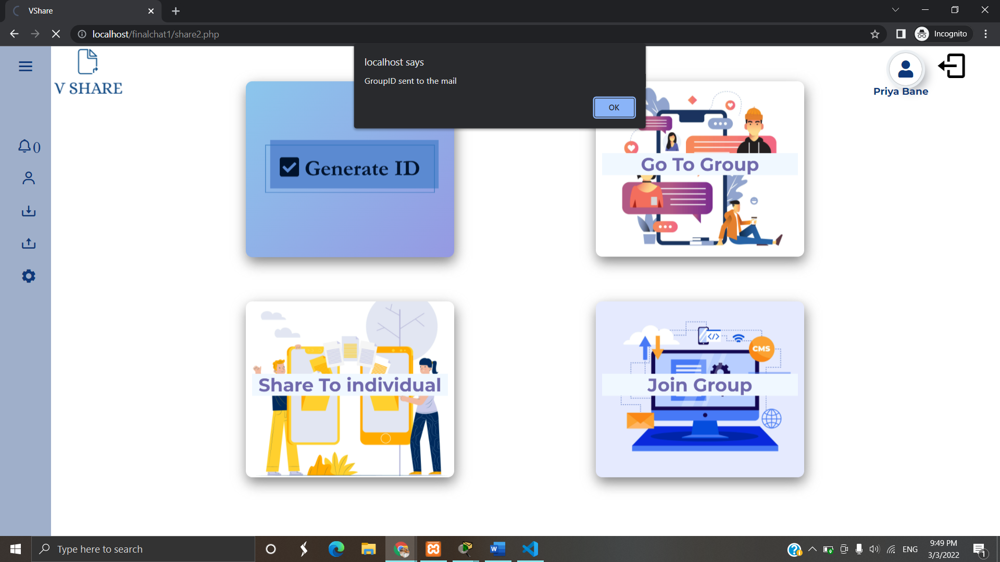 VShare
localhost/finalchat1/share2.php
Incognito
localhost says
GroupID sent to the mail
OK
V SHARE
Priya Bane
0
Generate ID
Go To Group
Share To individual
</>
CMS
Join Group
Type here to search
ENG
9:49 PM
3/3/2022
1